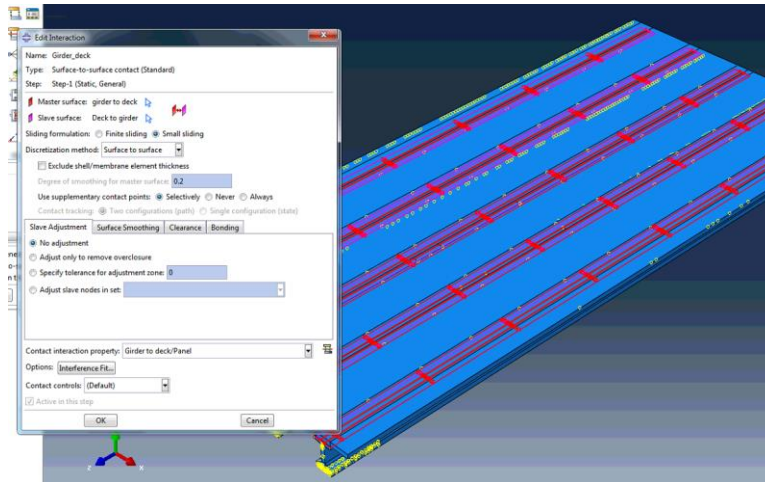 Edit Interaction
Name: Girder_deck
Type: Surface-to-surface contact (Standard)
Step: Step-1 (Static, General)
Master surface: girder to deck
Slave surface: Deck to girder
Sliding formulation: Finite sliding Small sliding
Discretization method: Surface to surface
Exclude shell/membrane element thickness
Degree of smoothing for master surface: 0.2
Use supplementary contact points: Selectively Never Always
Contact tracking: Two configurations (path) Single configuration (state)
Slave Adjustment Surface Smoothing Clearance Bonding
No adjustment
Adjust only to remove overclosure
Specify tolerance for adjustment zone: 0
Adjust slave nodes in set:
Contact interaction property: Girder to deck/Panel
Options: Interference Fit...
Contact controls: (Default)
Active in this step
OK Cancel
z x